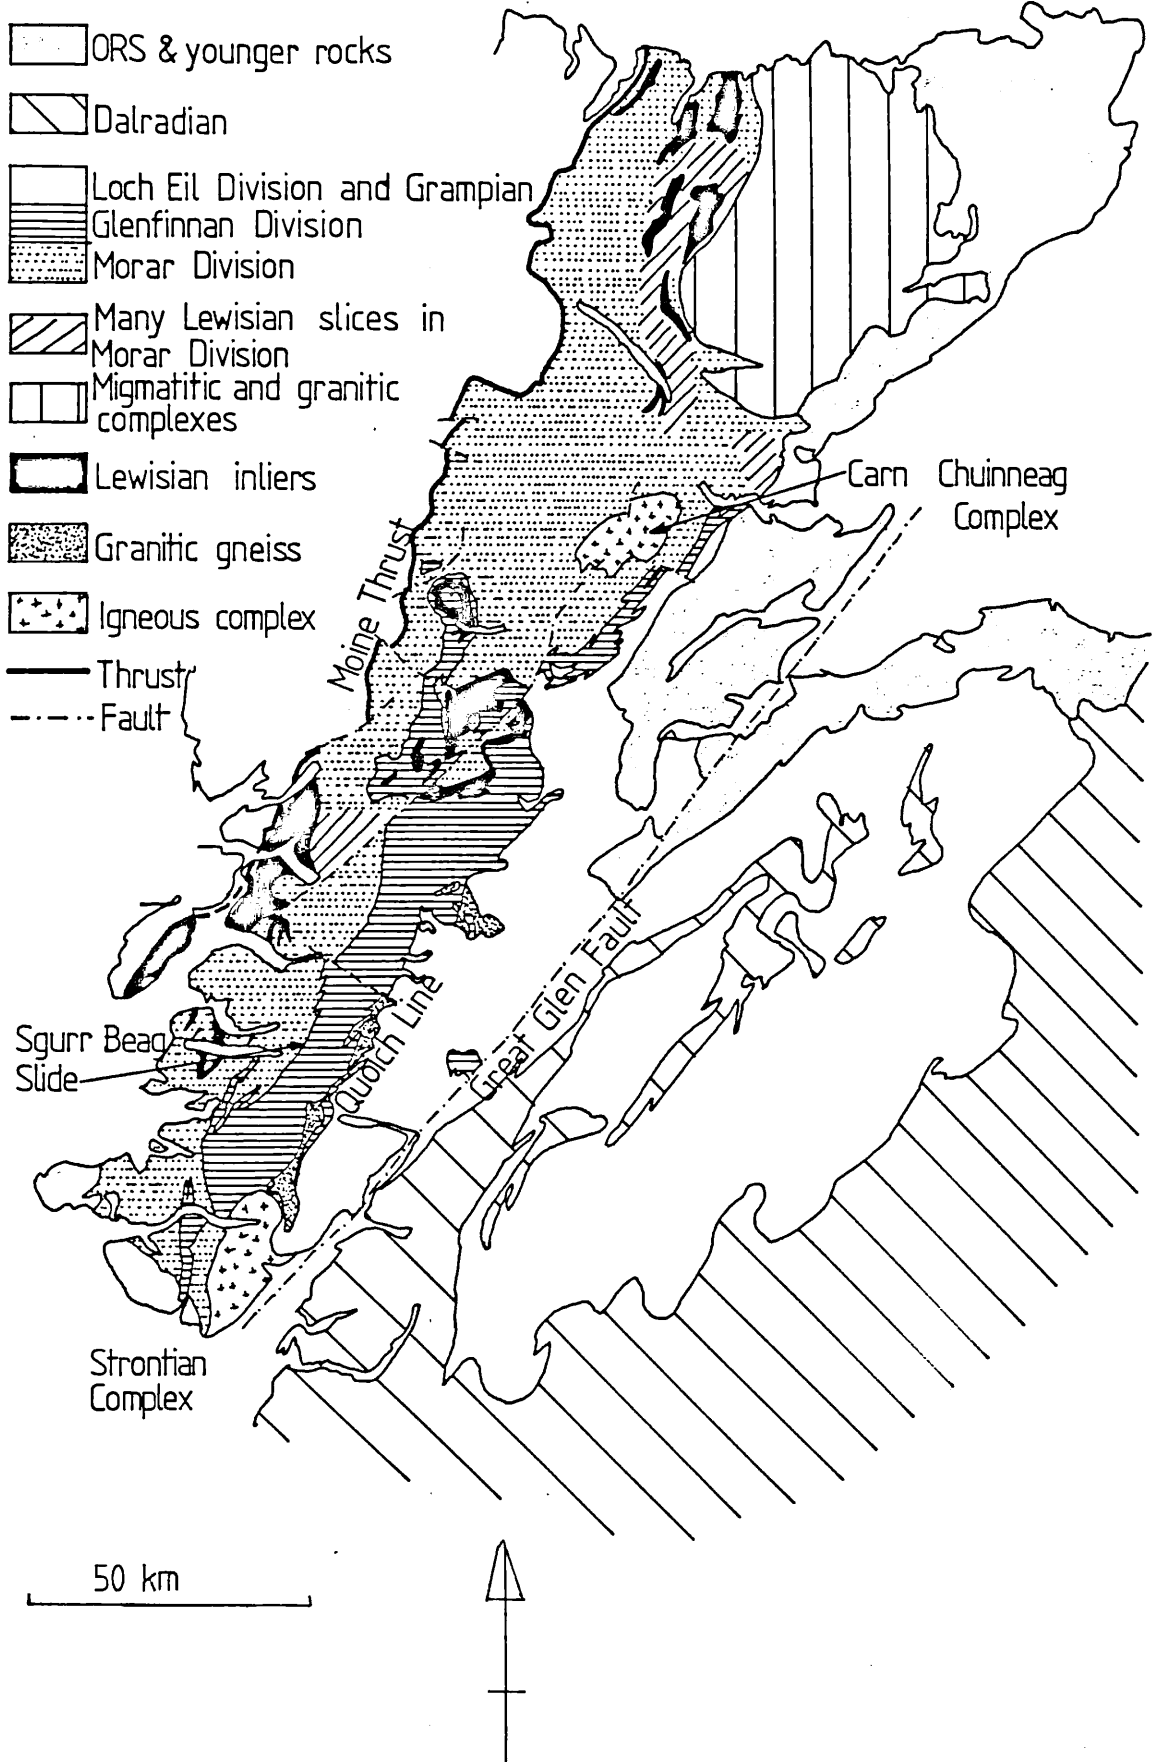 ORS & younger rocks
Dalradian
Loch Eil Division and Grampian
Glenfinnan Division
Morar Division
Many Lewisian slices in
Morar Division
Migmatitic and granitic
complexes
Lewisian inliers
Granitic gneiss
Igneous complex
Thrust
Fault
Moine Thrust
Carn Chuinneag
Complex
Great Glen Fault
Quoich Line
Sgurr Beag
Slide
Strontian
Complex
50 km